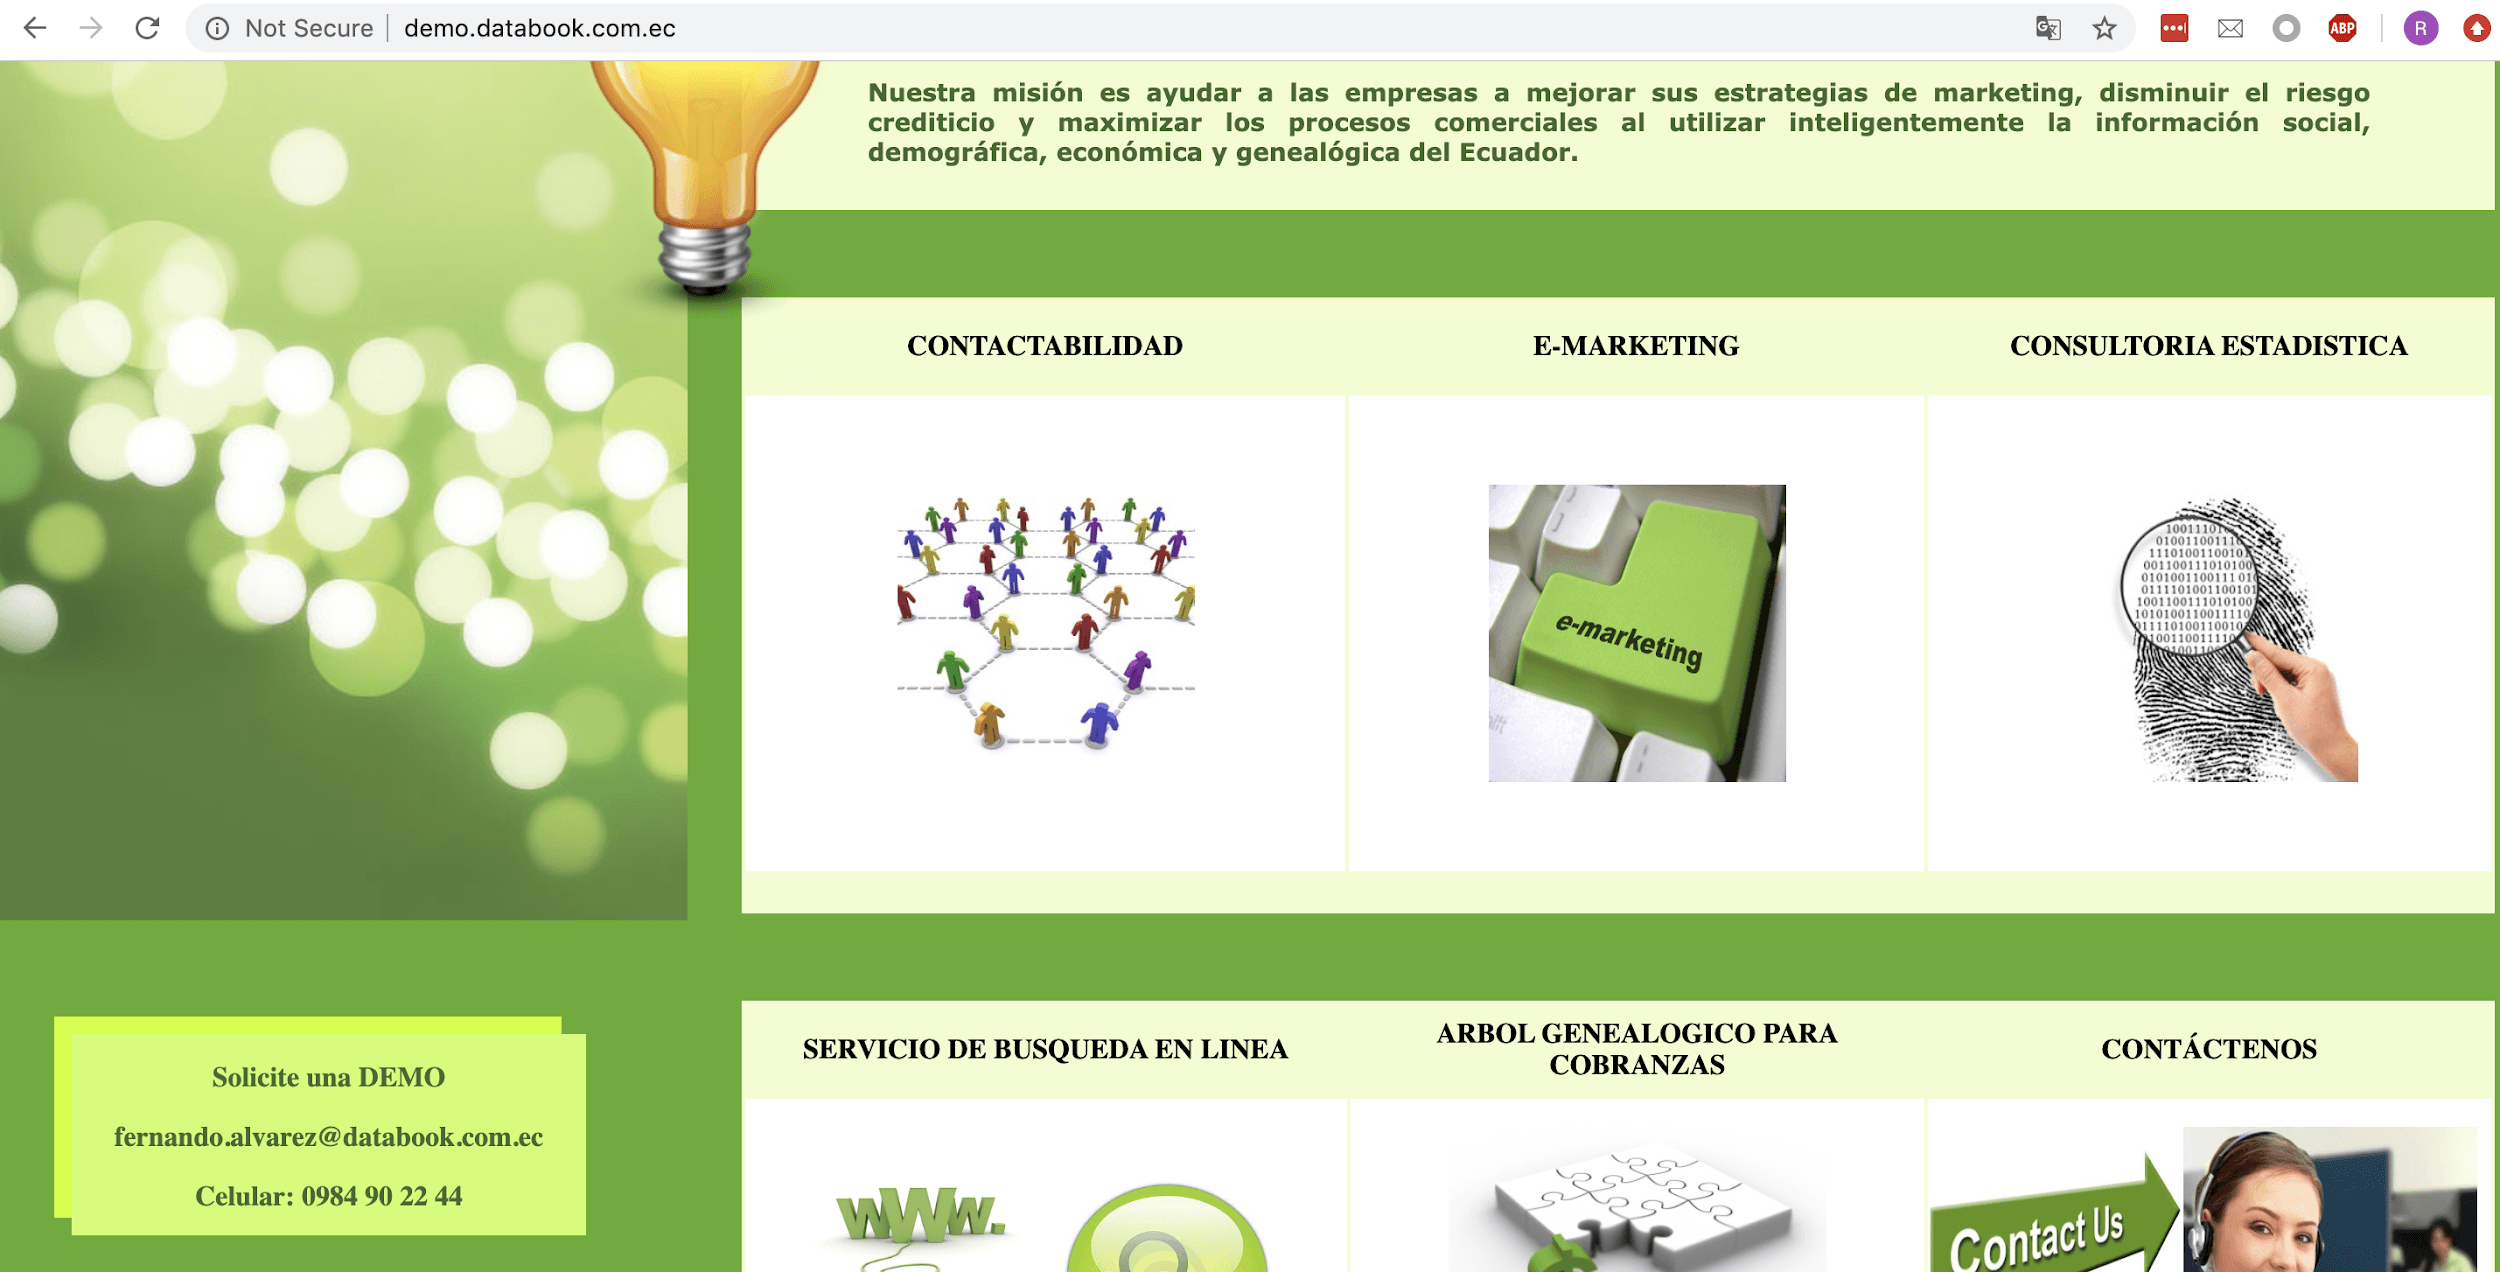 Not Secure
demo.databook.com.ec
ABP
R
Nuestra misión es ayudar a las empresas a mejorar sus estrategias de marketing, disminuir el riesgo
crediticio y maximizar los procesos comerciales al utilizar inteligentemente la información social,
demográfica, económica y genealógica del Ecuador.
CONTACTABILIDAD
E-MARKETING
CONSULTORIA ESTADISTICA
e-marketing
SERVICIO DE BUSQUEDA EN LINEA
ARBOL GENEALOGICO PARA
COBRANZAS
CONTÁCTENOS
Solicite una DEMO
fernando.alvarez@databook.com.ec
Celular: 0984 90 22 44
www.
Contact Us